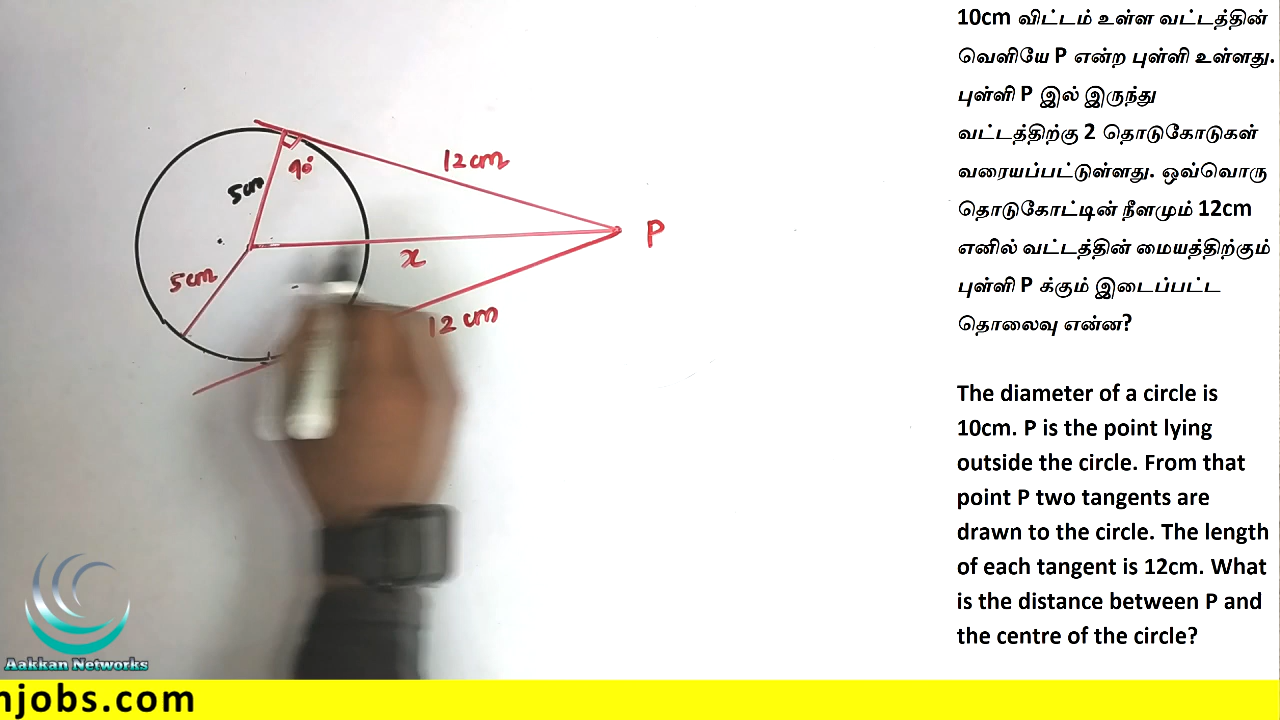 10cm விட்டம் உள்ள வட்டத்தின்
வெளியே P என்ற புள்ளி உள்ளது.
புள்ளி P இல் இருந்து
வட்டத்திற்கு 2 தொடுகோடுகள்
வரையப்பட்டுள்ளது. ஒவ்வொரு
தொடுகோட்டின் நீளமும் 12cm
எனில் வட்டத்தின் மையத்திற்கும்
புள்ளி P க்கும் இடைப்பட்ட
தொலைவு என்ன?
The diameter of a circle is
10cm. P is the point lying
outside the circle. From that
point P two tangents are
drawn to the circle. The length
of each tangent is 12cm. What
is the distance between P and
the centre of the circle?
12cm
90°
5cm
P
x
5cm
12cm
Aakkan Networks
njobs.com